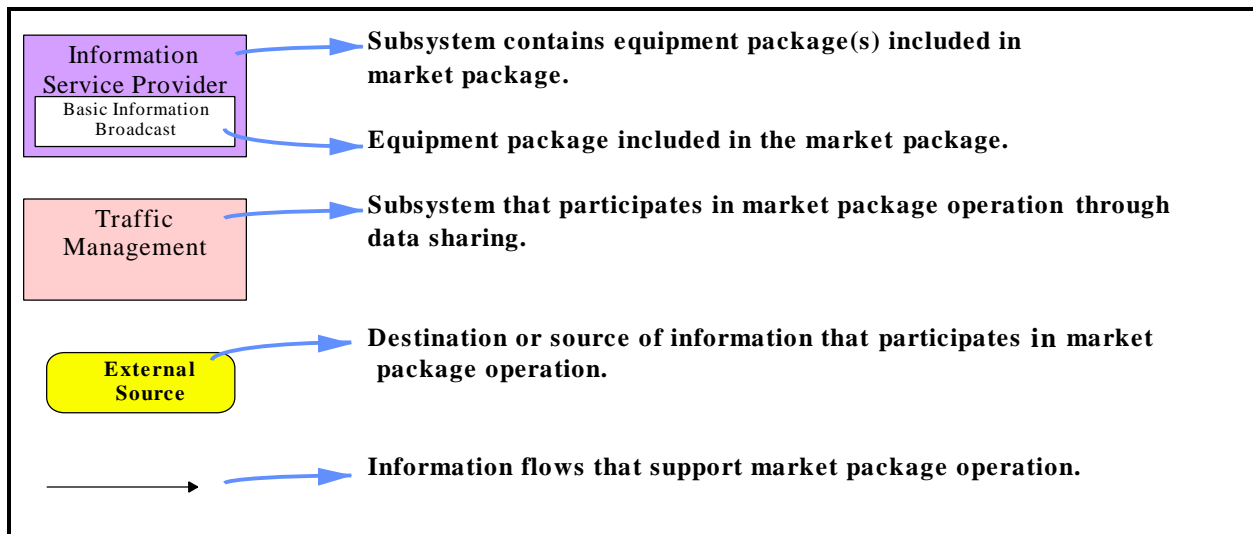 Information
Service Provider
Basic Information
Broadcast
Subsystem contains equipment package(s) included in
market package.
Equipment package included in the market package.
Traffic
Management
Subsystem that participates in market package operation through
data sharing.
External
Source
Destination or source of information that participates in market
package operation.
Information flows that support market package operation.